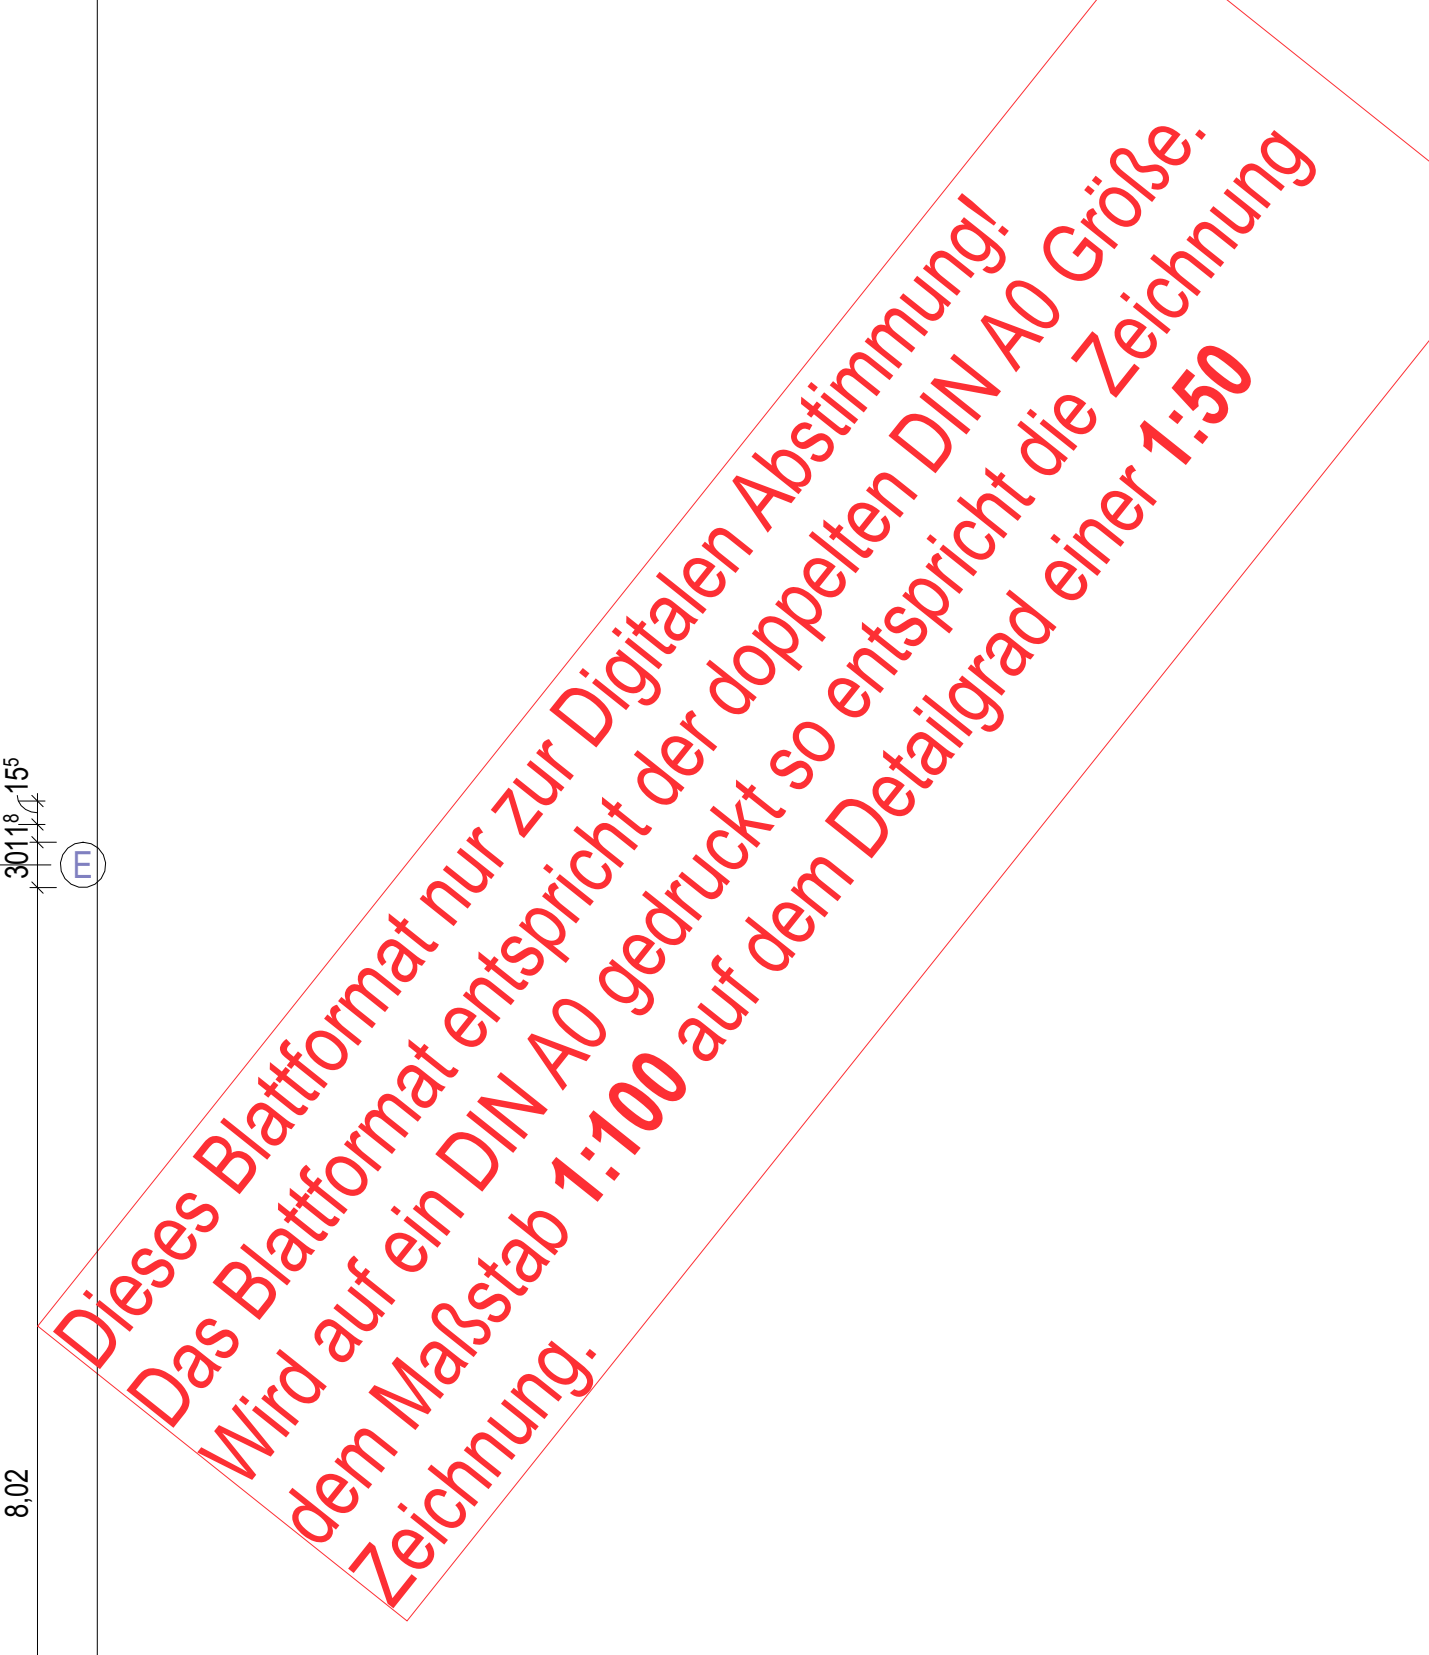 Dieses Blattformat nur zur Digitalen Abstimmung!
Das Blattformat entspricht der doppelten DIN A0 Größe.
Wird auf ein DIN A0 gedruckt so entspricht die Zeichnung
dem Maßstab 1:100 auf dem Detailgrad einer 1:50
Zeichnung.
15⁵
11⁸
30
E
8,02